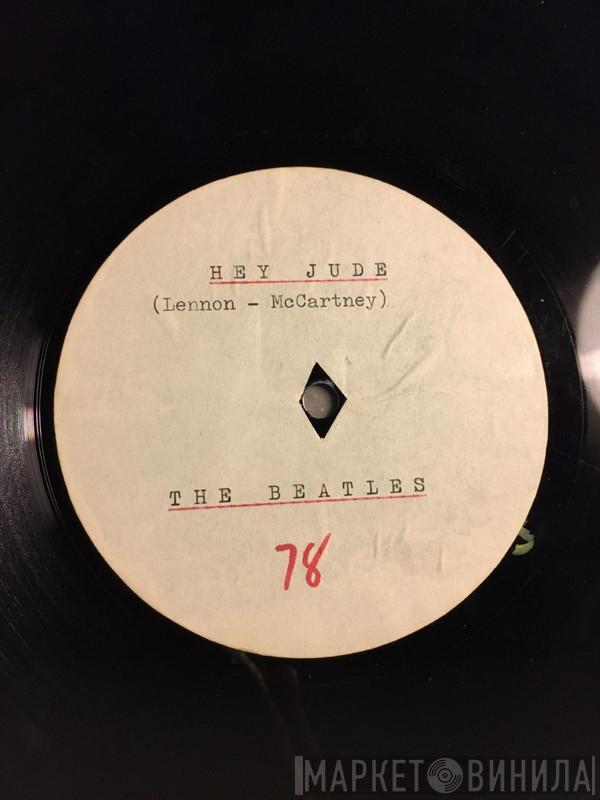 HEY JUDE
(Lennon - McCartney)
THE BEATLES
78
МАРКЕТ ВИНИЛА